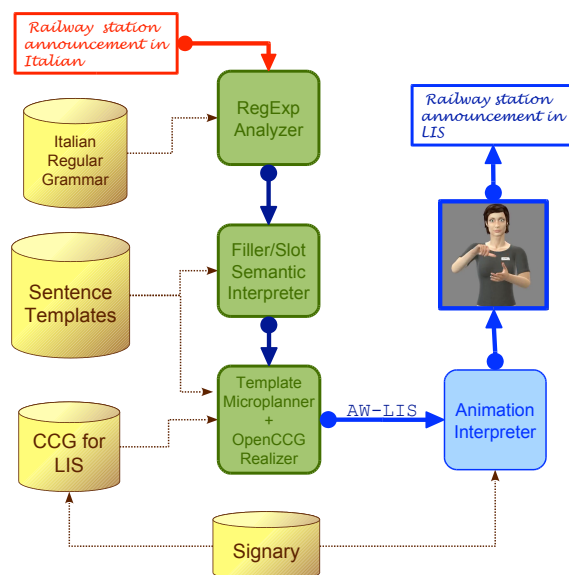 Railway station
announcement in
Italian
RegExp
Analyzer
Railway station
announcement in
LIS
Italian
Regular
Grammar
Filler/Slot
Semantic
Interpreter
Sentence
Templates
Template
Microplanner
+
OpenCCG
Realizer
AW-LIS
Animation
Interpreter
CCG for
LIS
Signary